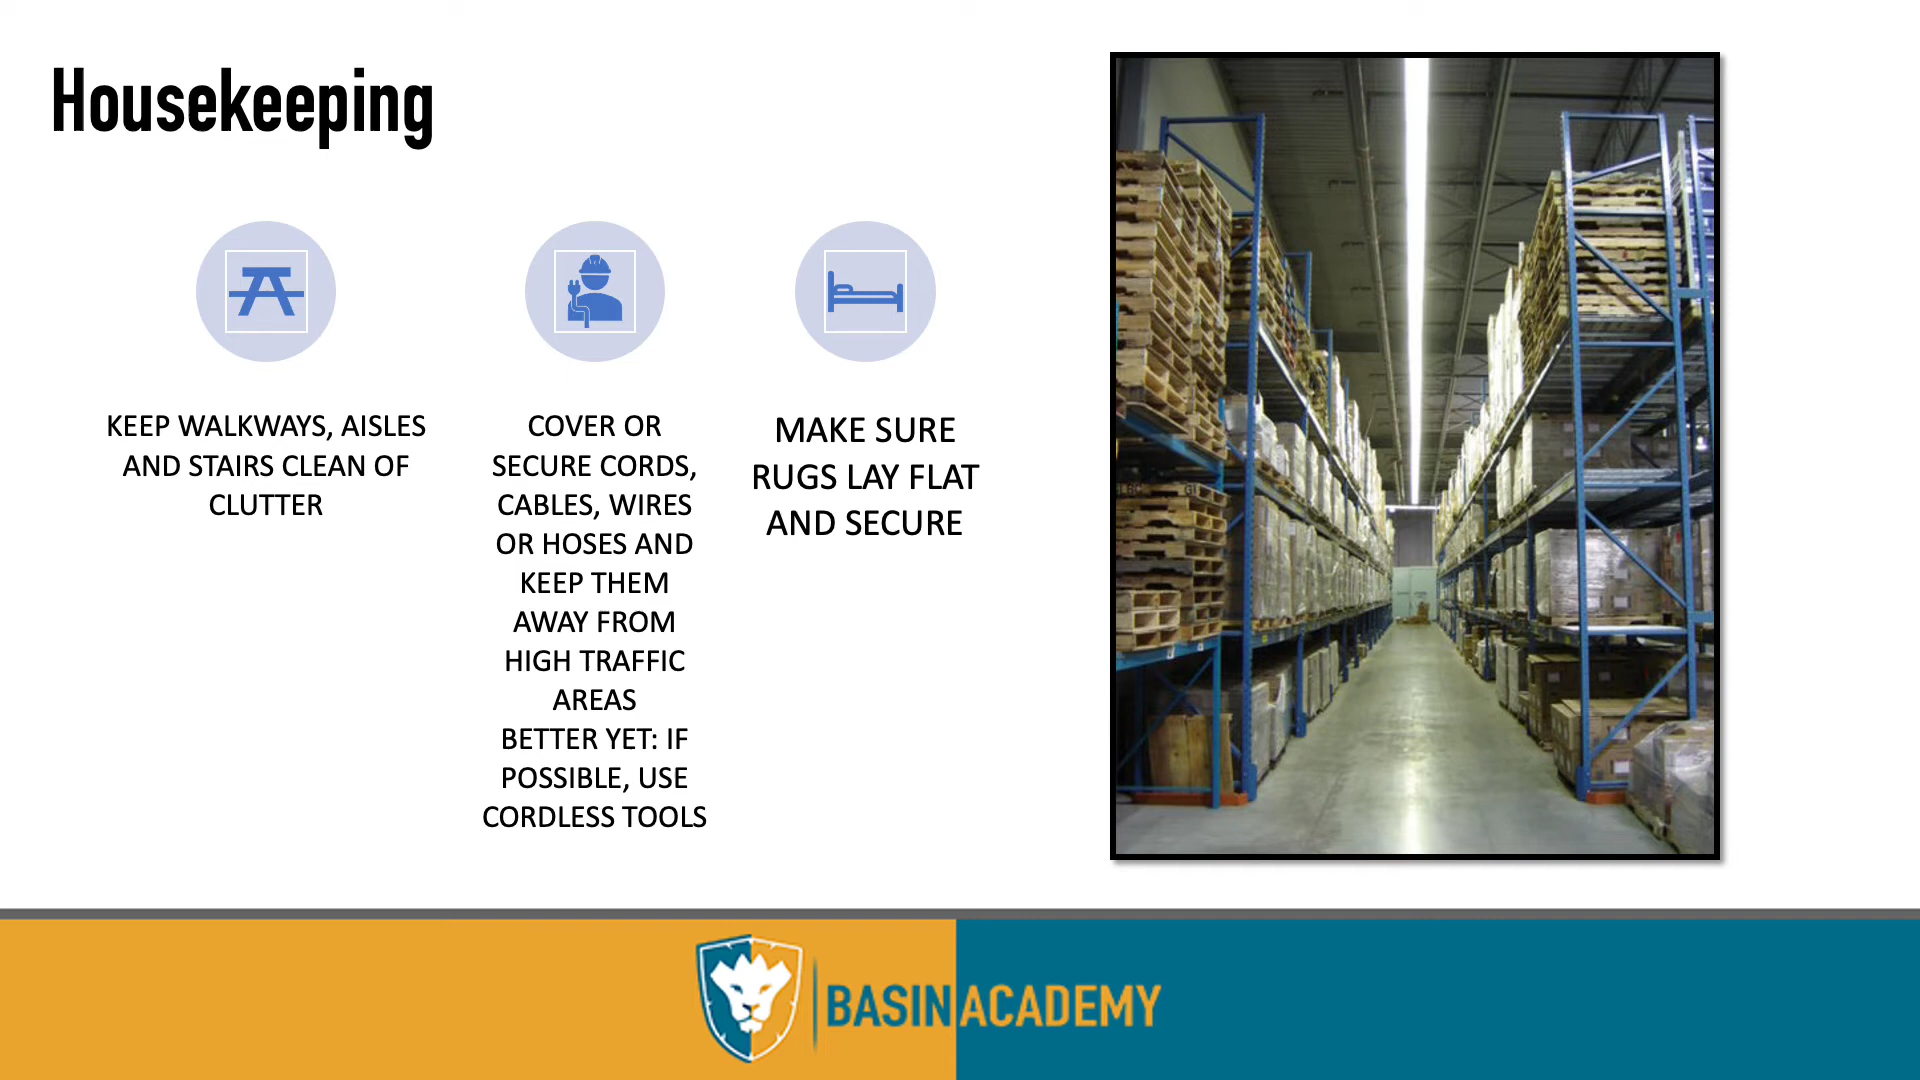 Housekeeping
KEEP WALKWAYS, AISLES
AND STAIRS CLEAN OF
CLUTTER
COVER OR
SECURE CORDS,
CABLES, WIRES
OR HOSES AND
KEEP THEM
AWAY FROM
HIGH TRAFFIC
AREAS
BETTER YET: IF
POSSIBLE, USE
CORDLESS TOOLS
MAKE SURE
RUGS LAY FLAT
AND SECURE
BASIN ACADEMY